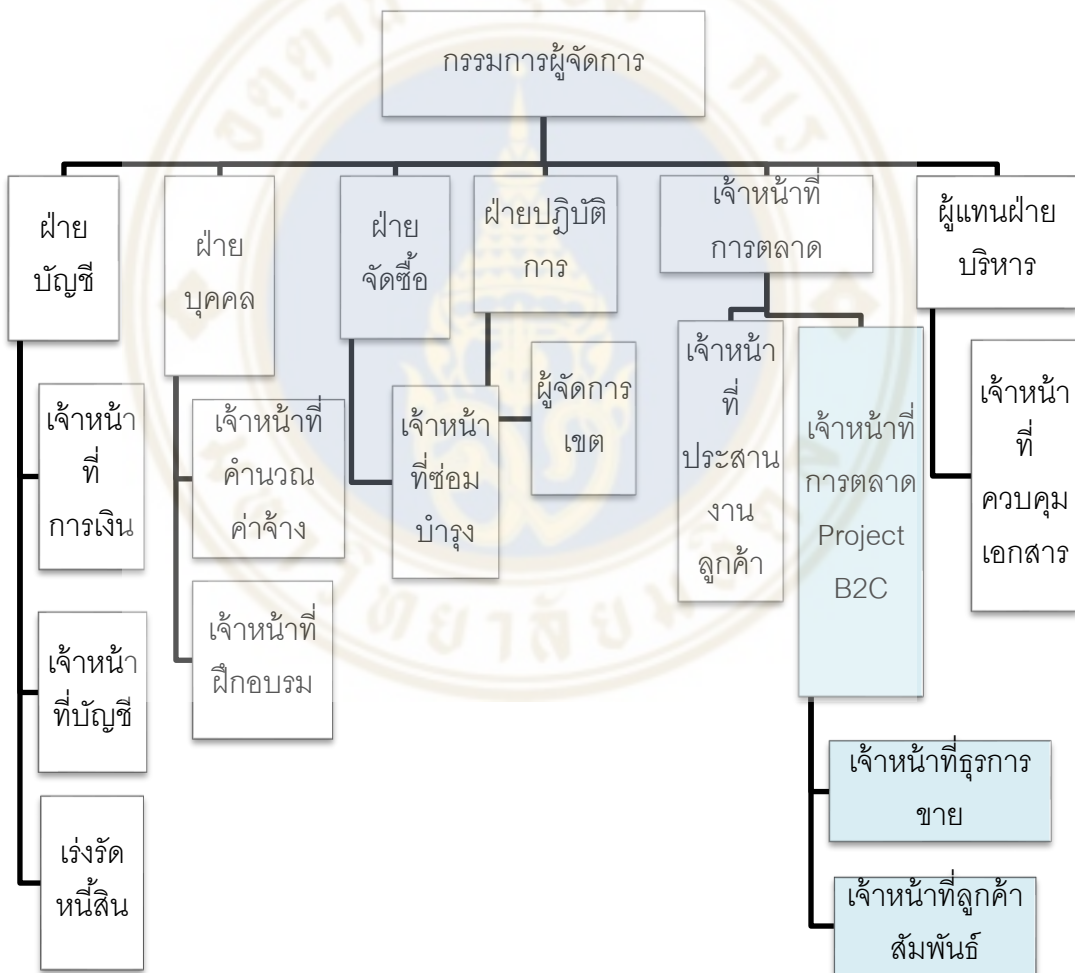 กรรมการผู้จัดการ
ฝ่าย
บัญชี
ฝ่าย
บุคคล
ฝ่าย
จัดซื้อ
ฝ่ายปฎิบัติ
การ
เจ้าหน้าที่
การตลาด
ผู้แทนฝ่าย
บริหาร
เจ้าหน้า
ที่
การเงิน
เจ้าหน้า
ที่บัญชี
เร่งรัด
หนี้สิน
เจ้าหน้าที่
คำนวณ
ค่าจ้าง
เจ้าหน้าที่
ฝึกอบรม
เจ้าหน้า
ที่ซ่อม
บำรุง
ผู้จัดการ
เขต
เจ้าหน้า
ที่
ประสาน
งาน
ลูกค้า
เจ้าหน้าที่
การตลาด
Project
B2C
เจ้าหน้าที่ธุรการ
ขาย
เจ้าหน้าที่ลูกค้า
สัมพันธ์
เจ้าหน้า
ที่
ควบคุม
เอกสาร